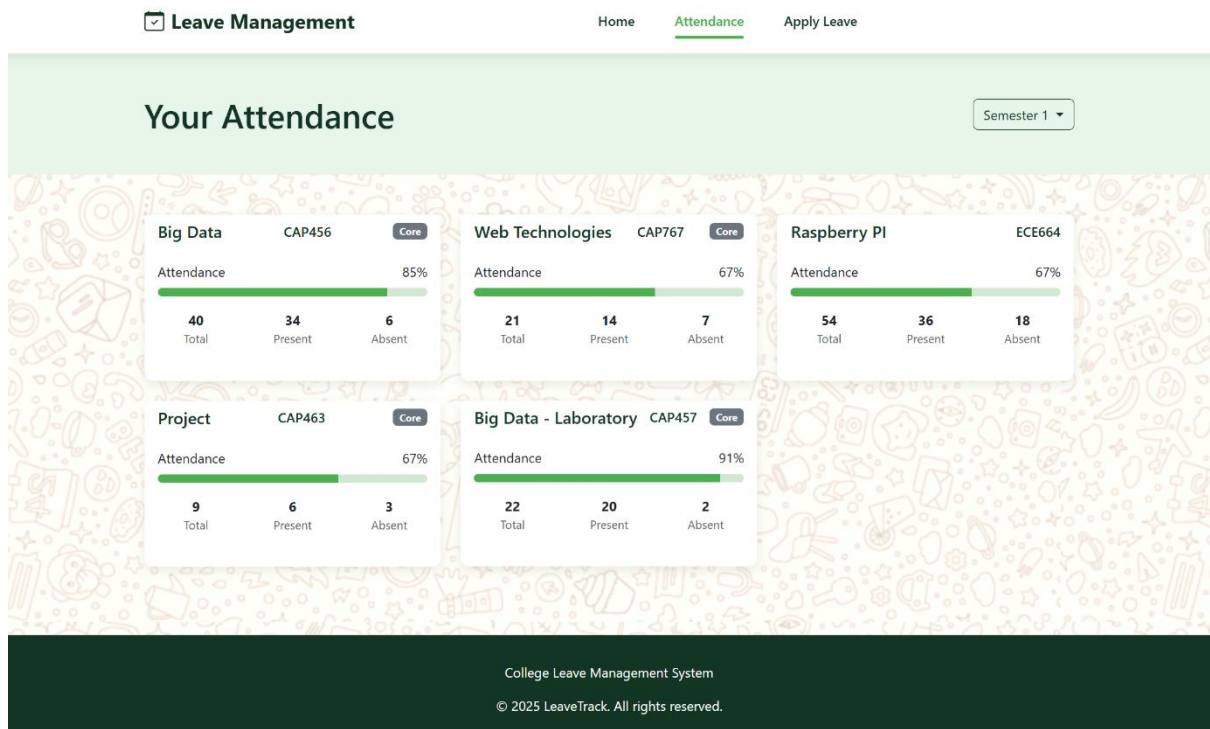 Leave Management
Home Attendance Apply Leave
Your Attendance
Semester 1
Big Data CAP456 Core
Attendance 85%
40 34 6
Total Present Absent
Web Technologies CAP767 Core
Attendance 67%
21 14 7
Total Present Absent
Raspberry PI ECE664
Attendance 67%
54 36 18
Total Present Absent
Project CAP463 Core
Attendance 67%
9 6 3
Total Present Absent
Big Data - Laboratory CAP457 Core
Attendance 91%
22 20 2
Total Present Absent
College Leave Management System
© 2025 LeaveTrack. All rights reserved.